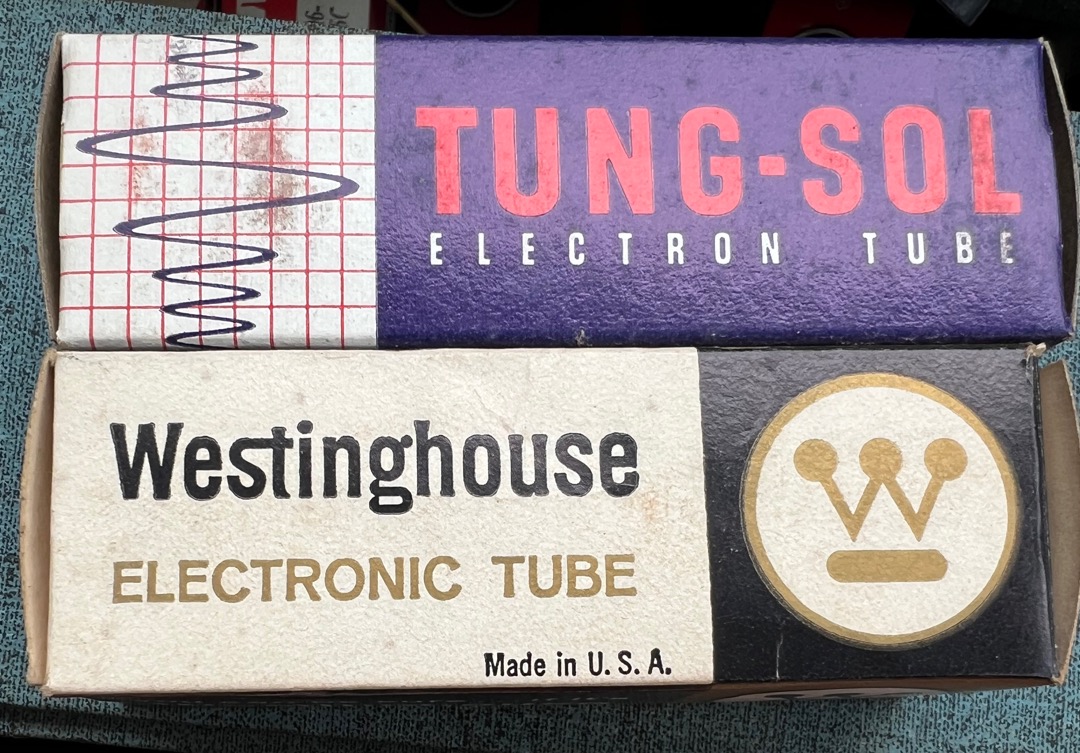 TUNG-SOL
ELECTRON TUBE
Westinghouse
ELECTRONIC TUBE
Made in U. S. A.
W